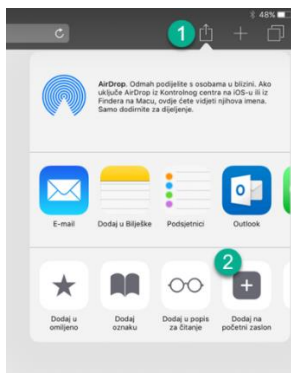 48%
1
AirDrop. Odmah podijelite s osobama u blizini. Ako
uključe AirDrop iz Kontrolnog centra na iOS-u ili iz
Findera na Macu, ovdje ćete vidjeti njihova imena.
Samo dodirnite za dijeljenje.
E-mail
Dodaj u Bilješke
Podsjetnici
Outlook
2
Dodaj u
omiljeno
Dodaj
oznaku
Dodaj u popis
za čitanje
Dodaj na
početni zaslon